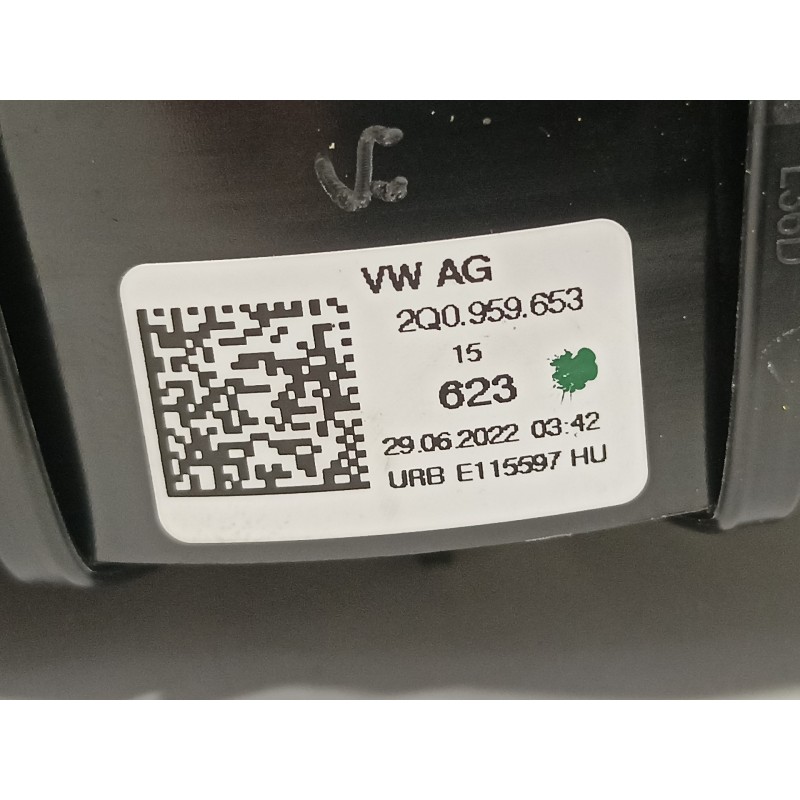 VW AG
2Q0.959.653
15
623
29.06.2022 03:42
URB E115597 HU